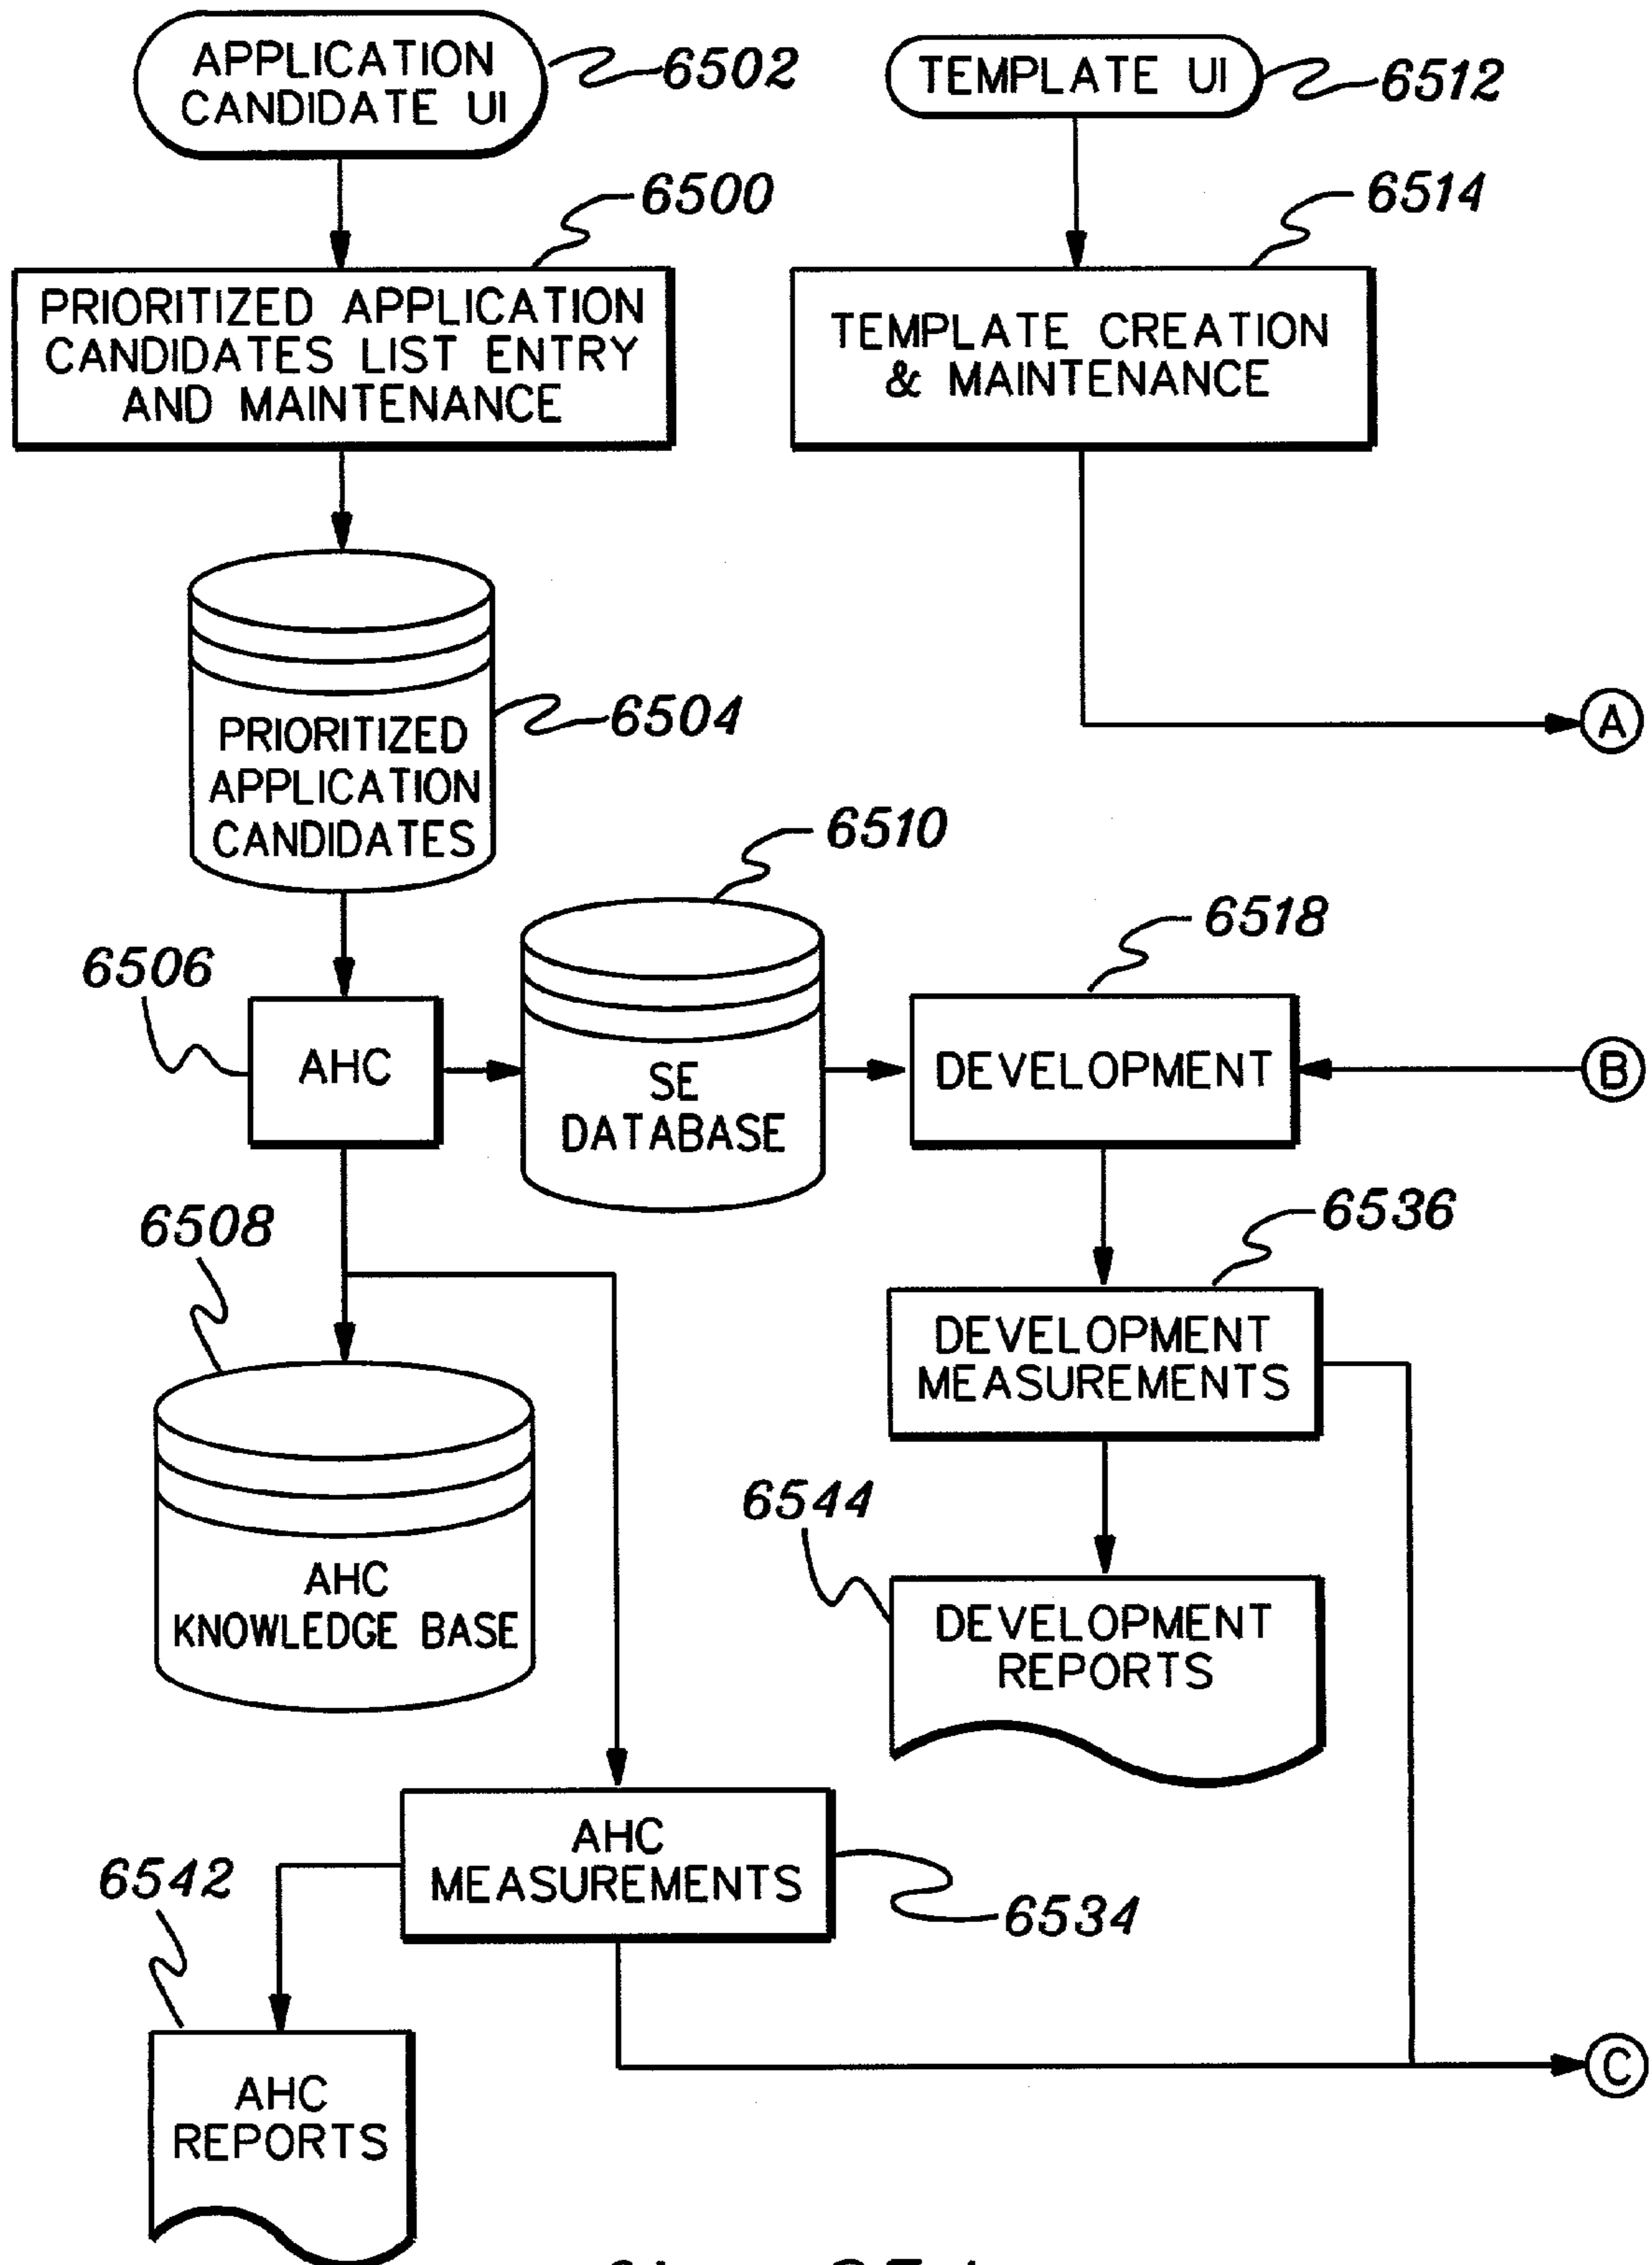 APPLICATION
CANDIDATE UI
6502
TEMPLATE UI
6512
6500
6514
PRIORITIZED APPLICATION
CANDIDATES LIST ENTRY
AND MAINTENANCE
TEMPLATE CREATION
& MAINTENANCE
PRIORITIZED
APPLICATION
CANDIDATES
6504
A
6510
6518
6506
AHC
SE
DATABASE
DEVELOPMENT
B
6508
6536
DEVELOPMENT
MEASUREMENTS
AHC
KNOWLEDGE BASE
6544
DEVELOPMENT
REPORTS
AHC
MEASUREMENTS
6534
6542
C
AHC
REPORTS